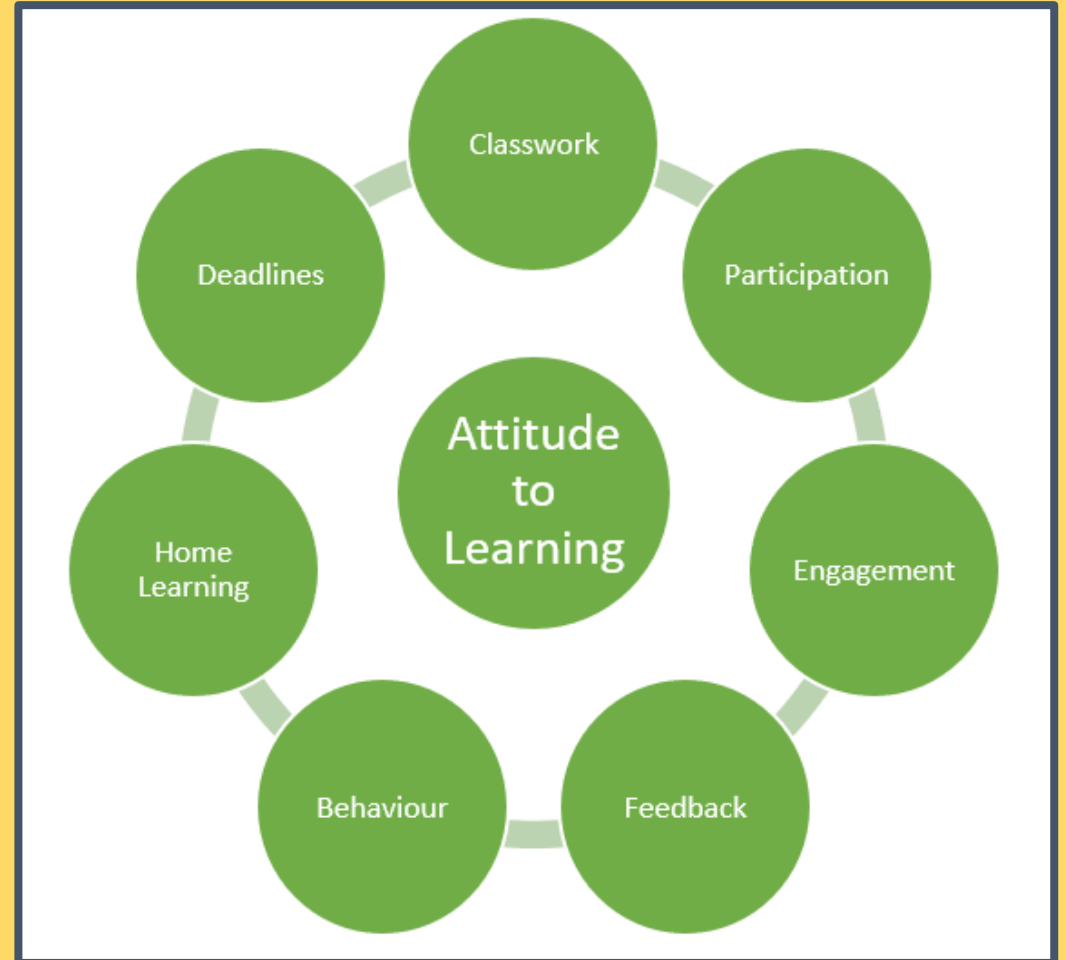 Classwork
Participation
Engagement
Feedback
Behaviour
Home
Learning
Deadlines
Attitude
to
Learning